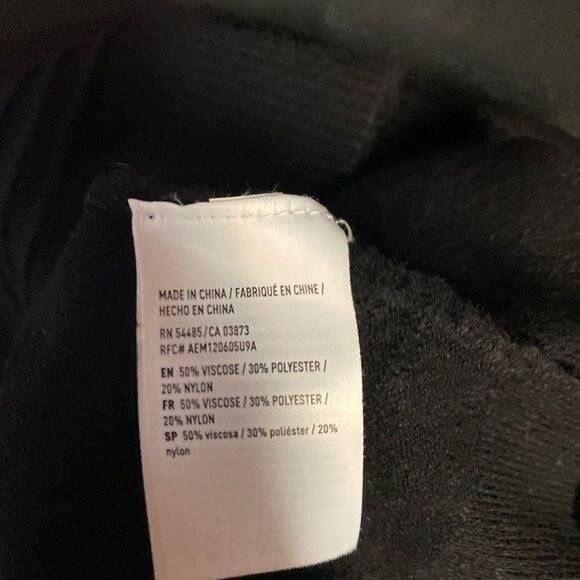 MADE IN CHINA / FABRIQUÉ EN CHINE /
HECHO EN CHINA
RN 54485/CA 03873
RFC# AEM120605U9A
EN 50% VISCOSE / 30% POLYESTER /
20% NYLON
FR 50% VISCOSE / 30% POLYESTER /
20% NYLON
SP 50% viscosa / 30% poliéster / 20%
nylon